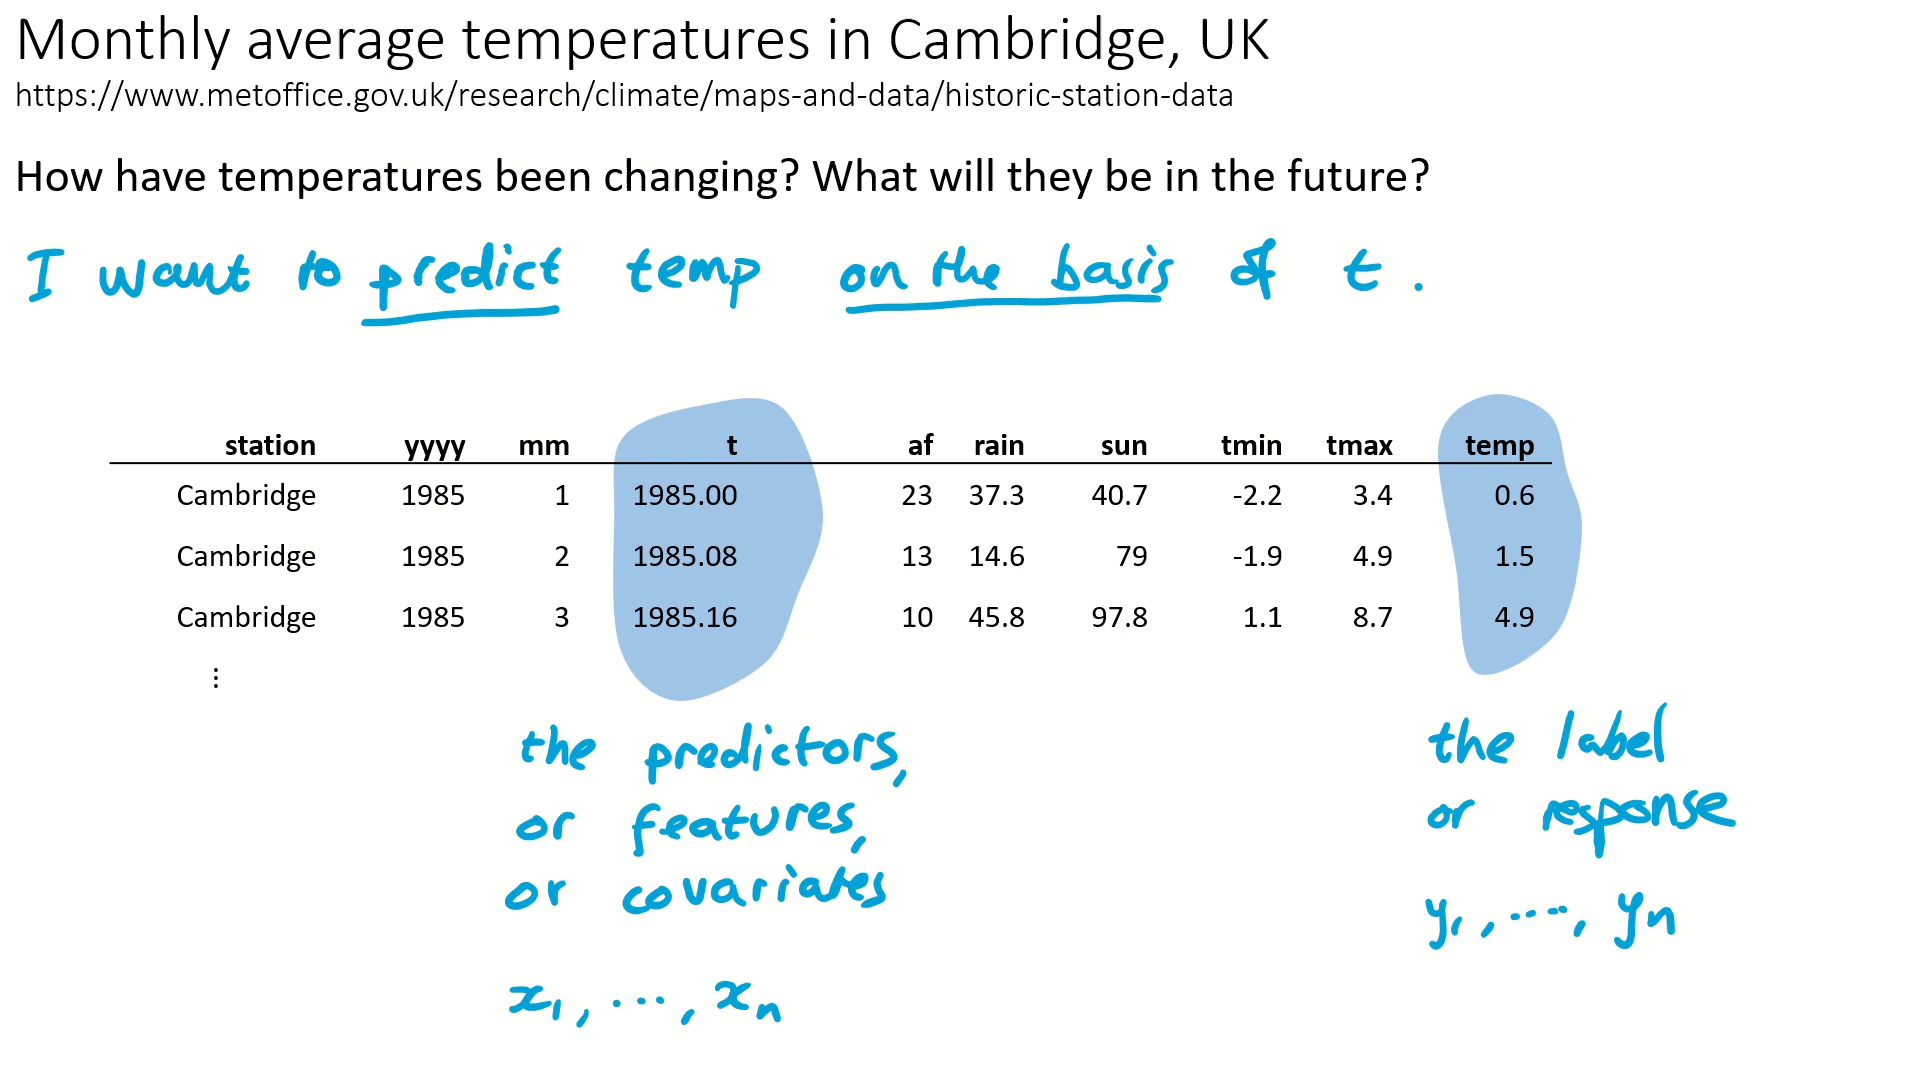 Monthly average temperatures in Cambridge, UK
https://www.metoffice.gov.uk/research/climate/maps-and-data/historic-station-data
How have temperatures been changing? What will they be in the future?
I want to predict temp on the basis of t.
station yyyy mm t af rain sun tmin tmax temp
Cambridge 1985 1 1985.00 23 37.3 40.7 -2.2 3.4 0.6
Cambridge 1985 2 1985.08 13 14.6 79 -1.9 4.9 1.5
Cambridge 1985 3 1985.16 10 45.8 97.8 1.1 8.7 4.9
⋮
the predictors,
or features,
or covariates
x₁, ..., xₙ
the label
or response
y₁, ..., yₙ